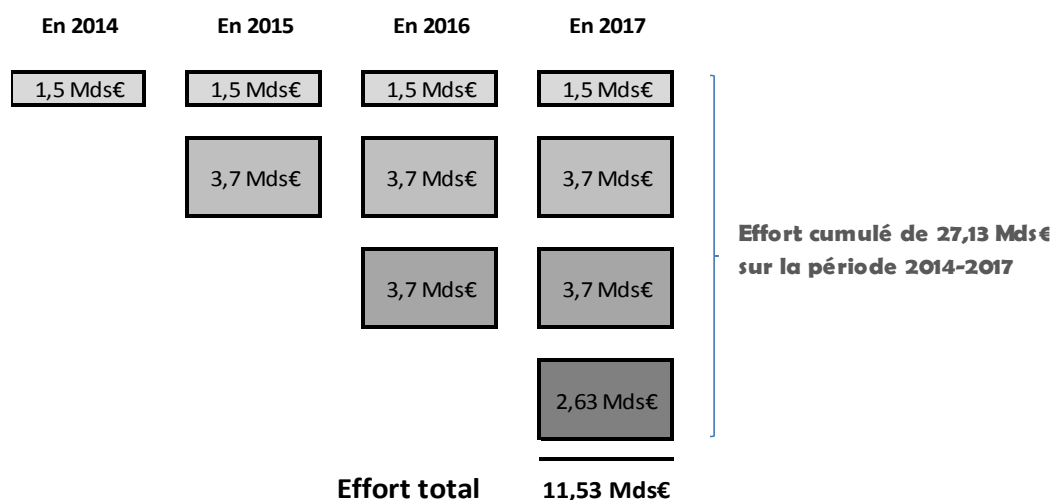 En 2014 En 2015 En 2016 En 2017
1,5 Mds€ 1,5 Mds€ 1,5 Mds€ 1,5 Mds€
3,7 Mds€ 3,7 Mds€ 3,7 Mds€
Effort cumulé de 27,13 Mds€
sur la période 2014-2017
3,7 Mds€ 3,7 Mds€
2,63 Mds€
Effort total 11,53 Mds€